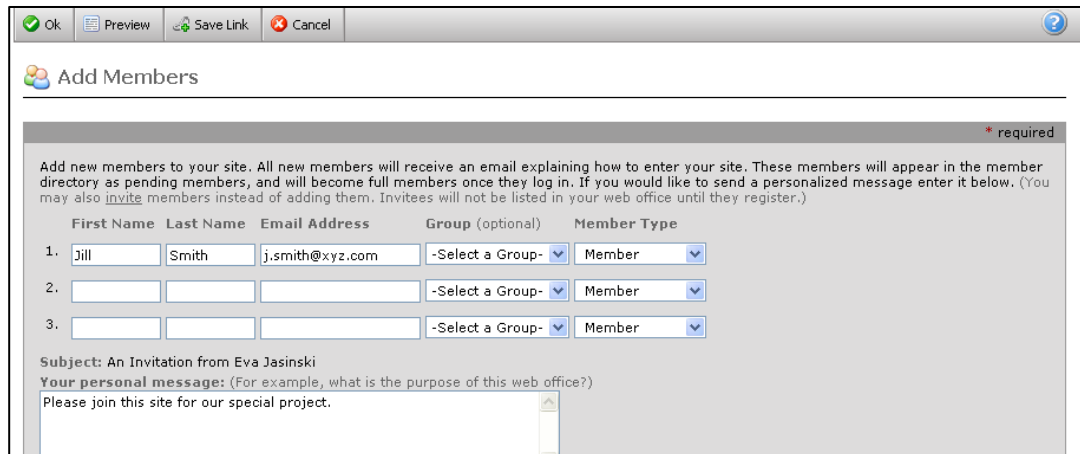 Ok Preview Save Link Cancel ?
Add Members
* required
Add new members to your site. All new members will receive an email explaining how to enter your site. These members will appear in the member
directory as pending members, and will become full members once they log in. If you would like to send a personalized message enter it below. (You
may also invite members instead of adding them. Invitees will not be listed in your web office until they register.)
First Name Last Name Email Address Group (optional) Member Type
1. Jill Smith j.smith@xyz.com -Select a Group- Member
2. -Select a Group- Member
3. -Select a Group- Member
Subject: An Invitation from Eva Jasinski
Your personal message: (For example, what is the purpose of this web office?)
Please join this site for our special project.